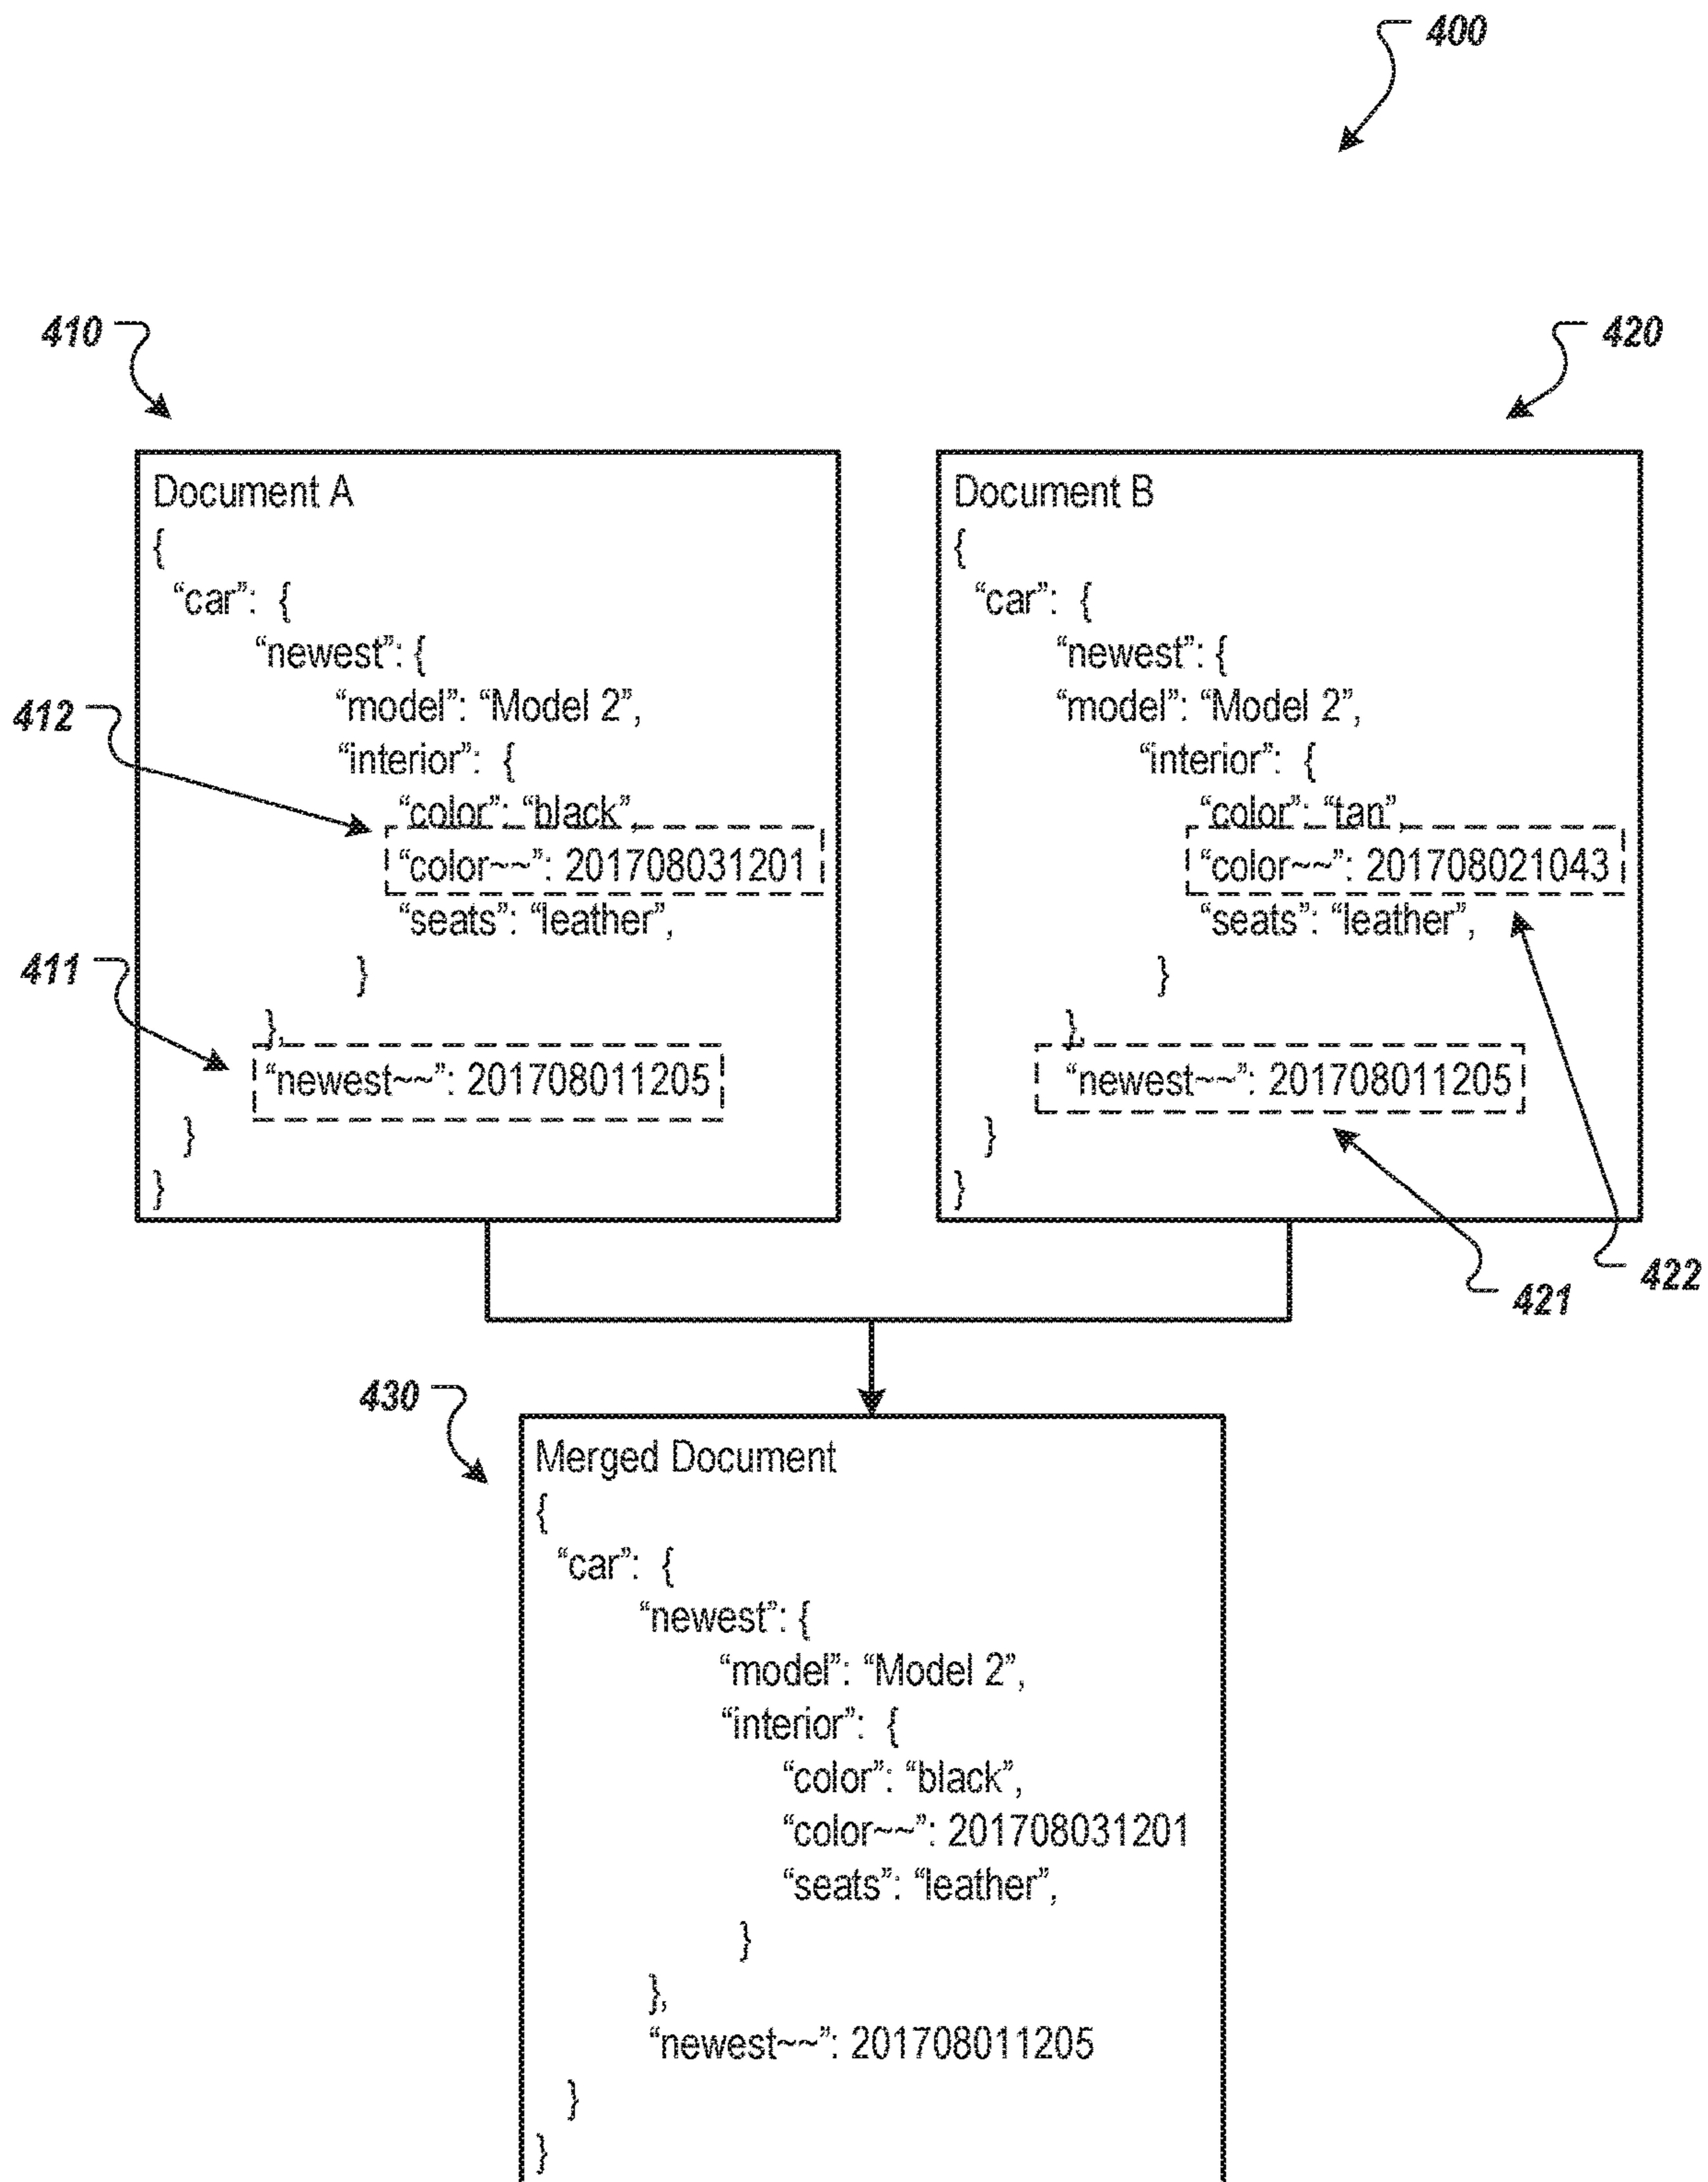 400
410
420
Document A
{
“car”: {
“newest”: {
“model”: “Model 2”,
“interior”: {
“color”: “black”,
“color~~”: 201708031201
“seats”: “leather”,
}
},
“newest~~”: 201708011205
}
}
412
411
Document B
{
“car”: {
“newest”: {
“model”: “Model 2”,
“interior”: {
“color”: “tan”,
“color~~”: 201708021043
“seats”: “leather”,
}
},
“newest~~”: 201708011205
}
}
422
421
430
Merged Document
{
“car”: {
“newest”: {
“model”: “Model 2”,
“interior”: {
“color”: “black”,
“color~~”: 201708031201
“seats”: “leather”,
}
},
“newest~~”: 201708011205
}
}